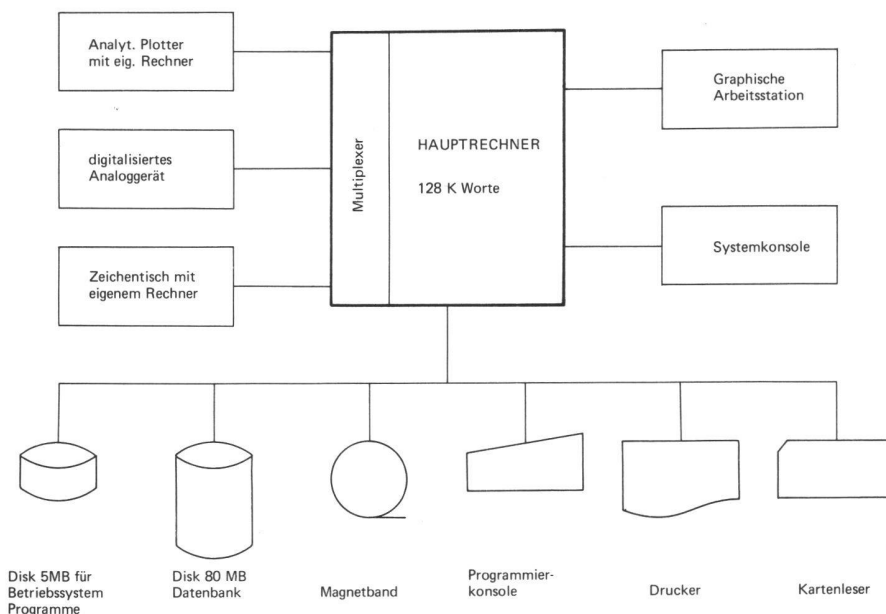 Analyt. Plotter
mit eig. Rechner
digitalisiertes
Analoggerät
Zeichentisch mit
eigenem Rechner
Multiplexer
HAUPTRECHNER
128 K Worte
Graphische
Arbeitsstation
Systemkonsole
Disk 5MB für
Betriebssystem
Programme
Disk 80 MB
Datenbank
Magnetband
Programmier-
konsole
Drucker
Kartenleser